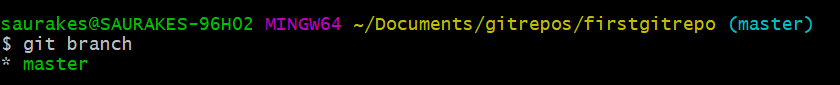 saurakes@SAURAKES-96H02 MINGW64 ~/Documents/gitrepos/firstgitrepo (master)
$ git branch
* master